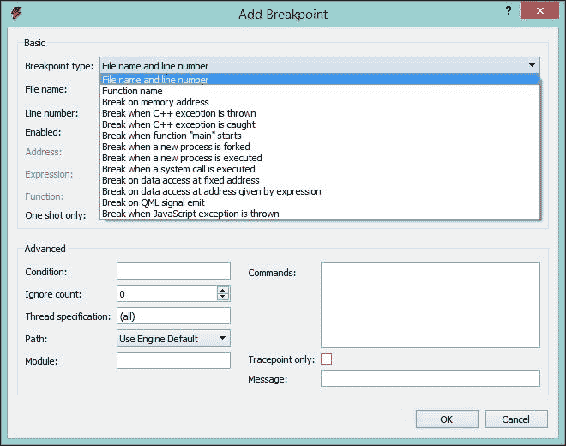 Add Breakpoint
?
Basic
Breakpoint type: File name and line number
File name and line number
File name: Function name
Break on memory address
Line number: Break when C++ exception is thrown
Break when C++ exception is caught
Enabled: Break when function "main" starts
Break when a new process is forked
Address: Break when a new process is executed
Break when a system call is executed
Expression: Break on data access at fixed address
Break on data access at address given by expression
Function: Break on QML signal emit
One shot only: Break when JavaScript exception is thrown
Advanced
Condition: Commands:
Ignore count: 0
Thread specification: (all)
Path: Use Engine Default
Module: Tracepoint only:
Message:
OK Cancel